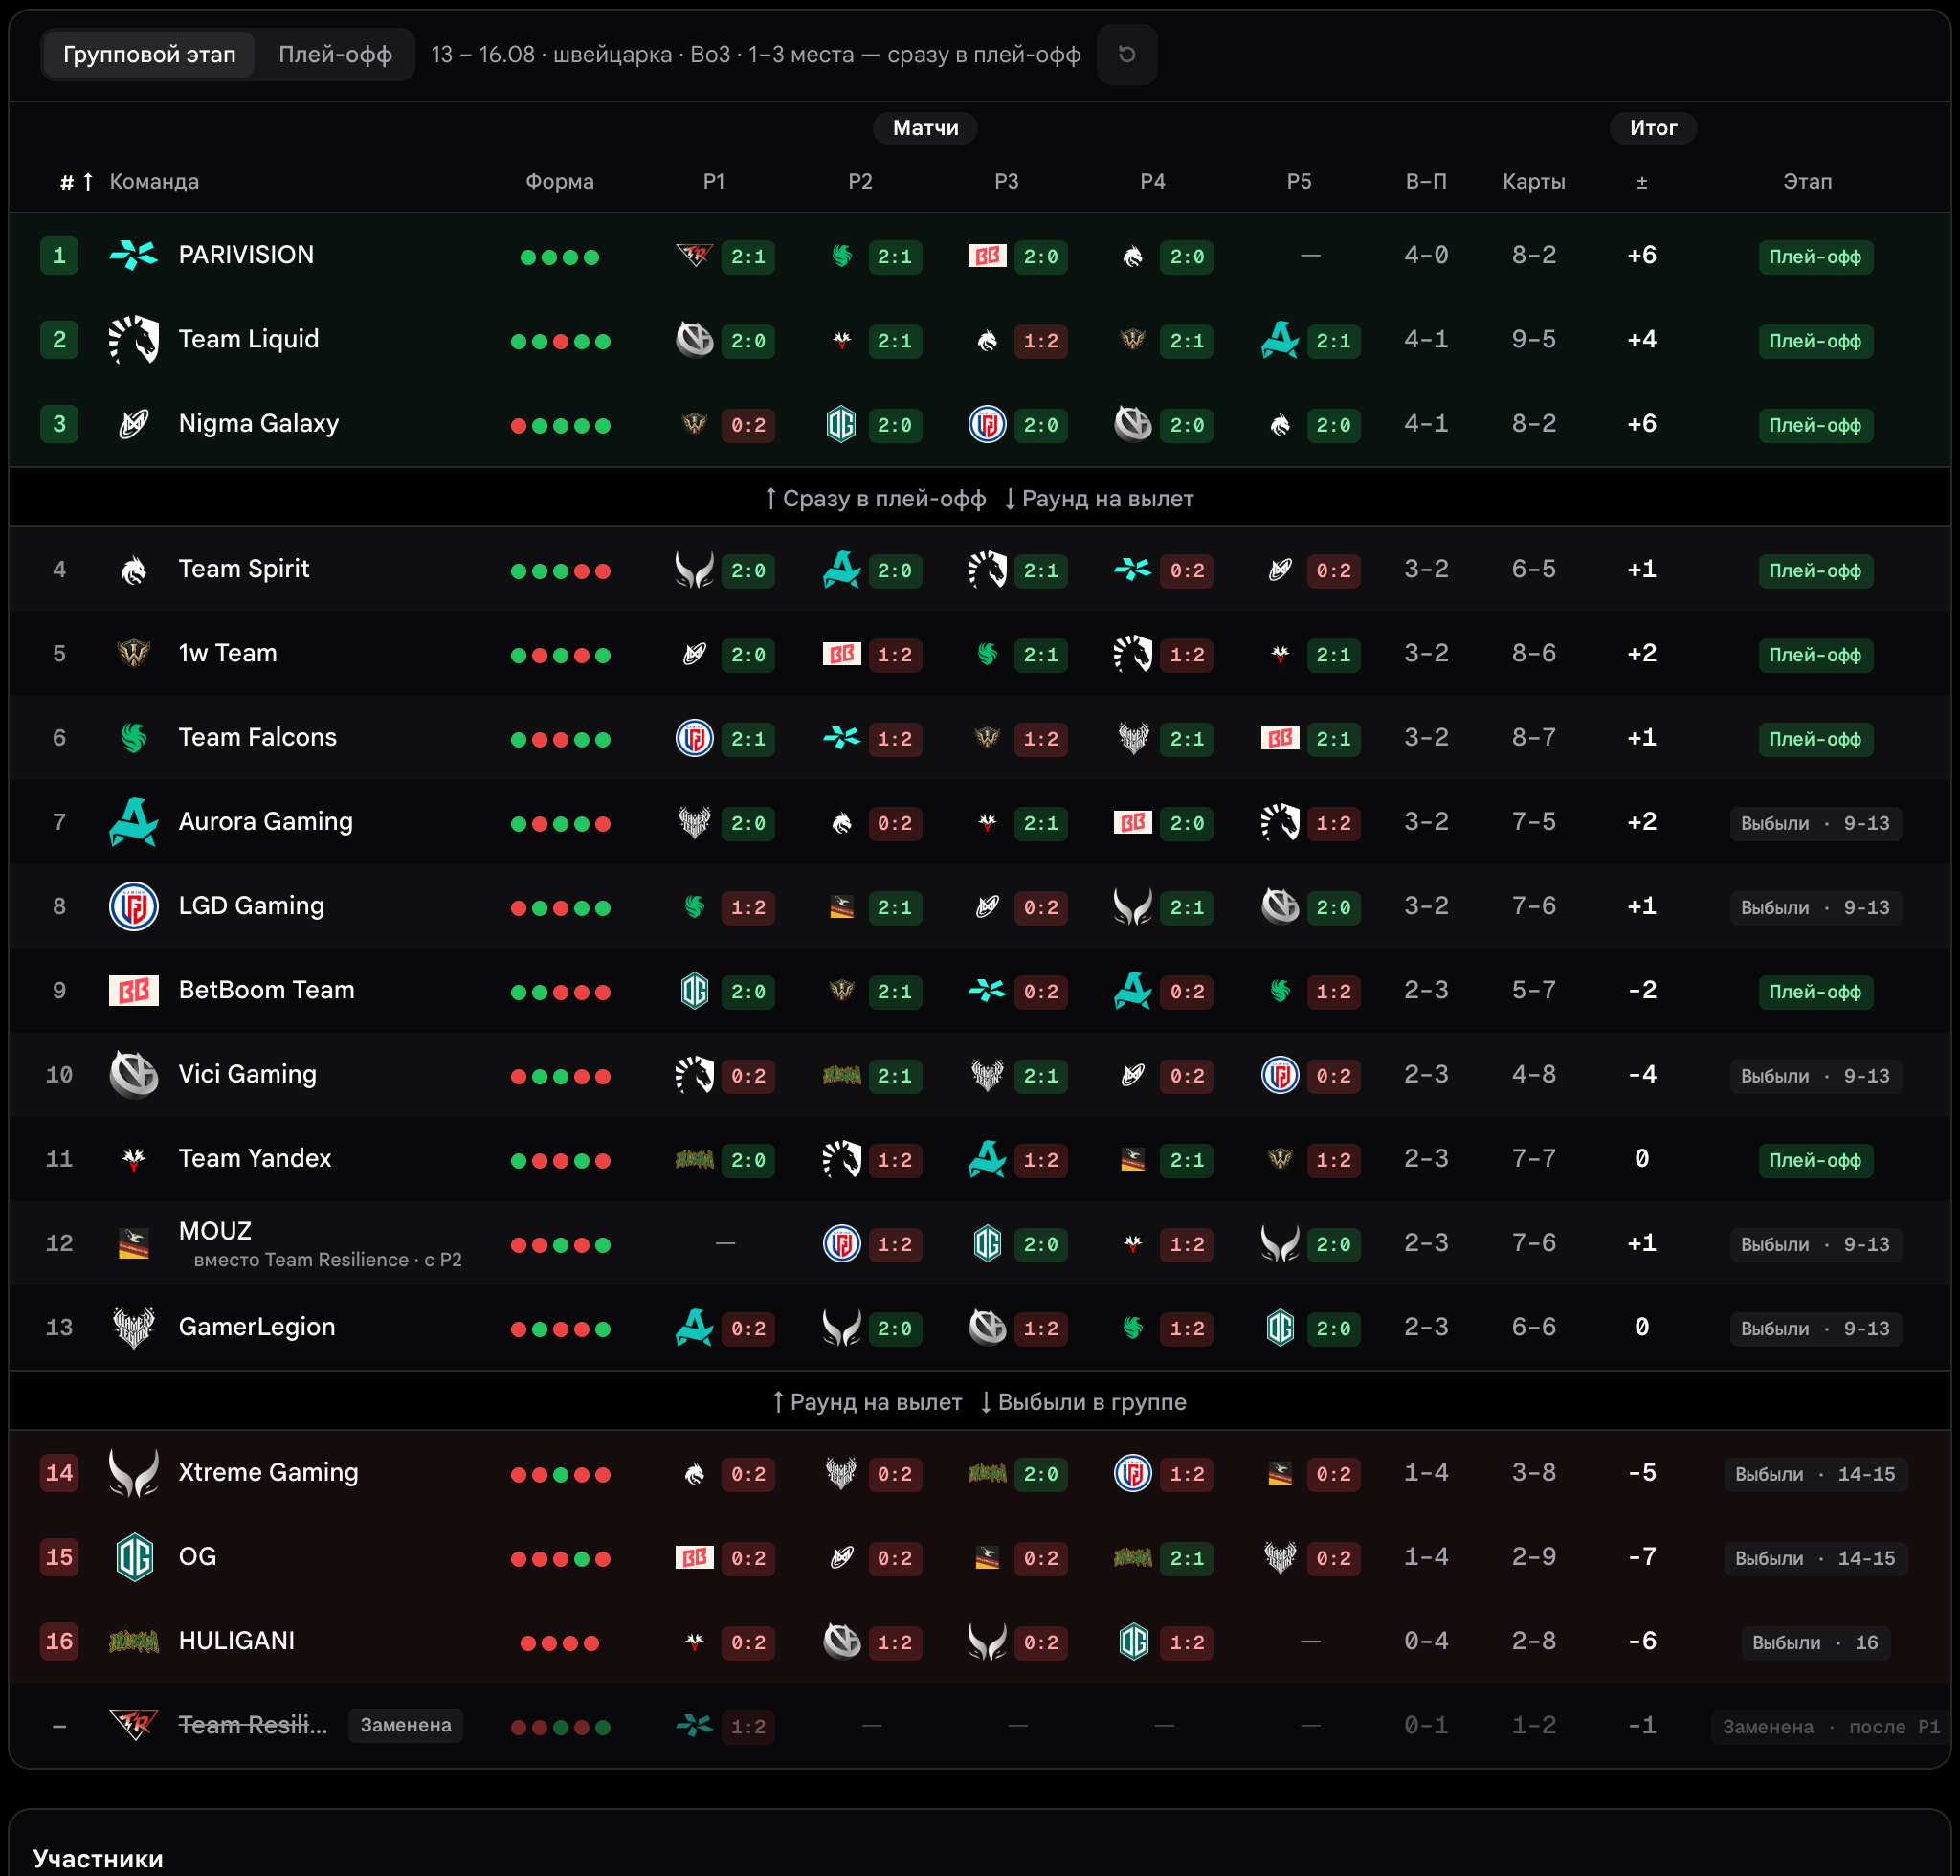 Групповой этап Плей-офф 13 – 16.08 · швейцарка · Bo3 · 1–3 места — сразу в плей-офф
Матчи Итог
# ↑ Команда Форма Р1 Р2 Р3 Р4 Р5 В–П Карты ± Этап
1 PARIVISION 2:1 2:1 2:0 2:0 — 4–0 8–2 +6 Плей-офф
2 Team Liquid 2:0 2:1 1:2 2:1 2:1 4–1 9–5 +4 Плей-офф
3 Nigma Galaxy 0:2 2:0 2:0 2:0 2:0 4–1 8–2 +6 Плей-офф
↑ Сразу в плей-офф ↓ Раунд на вылет
4 Team Spirit 2:0 2:0 2:1 0:2 0:2 3–2 6–5 +1 Плей-офф
5 1w Team 2:0 1:2 2:1 1:2 2:1 3–2 8–6 +2 Плей-офф
6 Team Falcons 2:1 1:2 1:2 2:1 2:1 3–2 8–7 +1 Плей-офф
7 Aurora Gaming 2:0 0:2 2:1 2:0 1:2 3–2 7–5 +2 Выбыли · 9-13
8 LGD Gaming 1:2 2:1 0:2 2:1 2:0 3–2 7–6 +1 Выбыли · 9-13
9 BetBoom Team 2:0 2:1 0:2 0:2 1:2 2–3 5–7 -2 Плей-офф
10 Vici Gaming 0:2 2:1 2:1 0:2 0:2 2–3 4–8 -4 Выбыли · 9-13
11 Team Yandex 2:0 1:2 1:2 2:1 1:2 2–3 7–7 0 Плей-офф
12 MOUZ — 1:2 2:0 1:2 2:0 2–3 7–6 +1 Выбыли · 9-13
вместо Team Resilience · с Р2
13 GamerLegion 0:2 2:0 1:2 1:2 2:0 2–3 6–6 0 Выбыли · 9-13
↑ Раунд на вылет ↓ Выбыли в группе
14 Xtreme Gaming 0:2 0:2 2:0 1:2 0:2 1–4 3–8 -5 Выбыли · 14-15
15 OG 0:2 0:2 0:2 2:1 0:2 1–4 2–9 -7 Выбыли · 14-15
16 HULIGANI 0:2 1:2 0:2 1:2 — 0–4 2–8 -6 Выбыли · 16
– Team Resili... Заменена 1:2 — — — — 0–1 1–2 -1 Заменена · после Р1
Участники